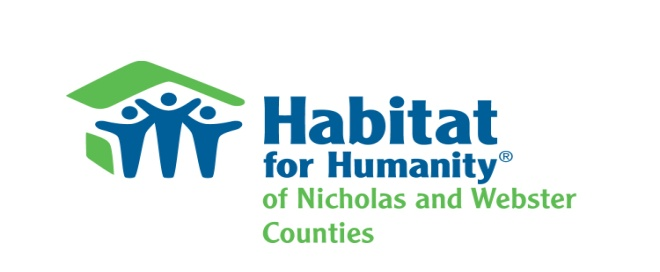 Habitat
for Humanity®
of Nicholas and Webster
Counties